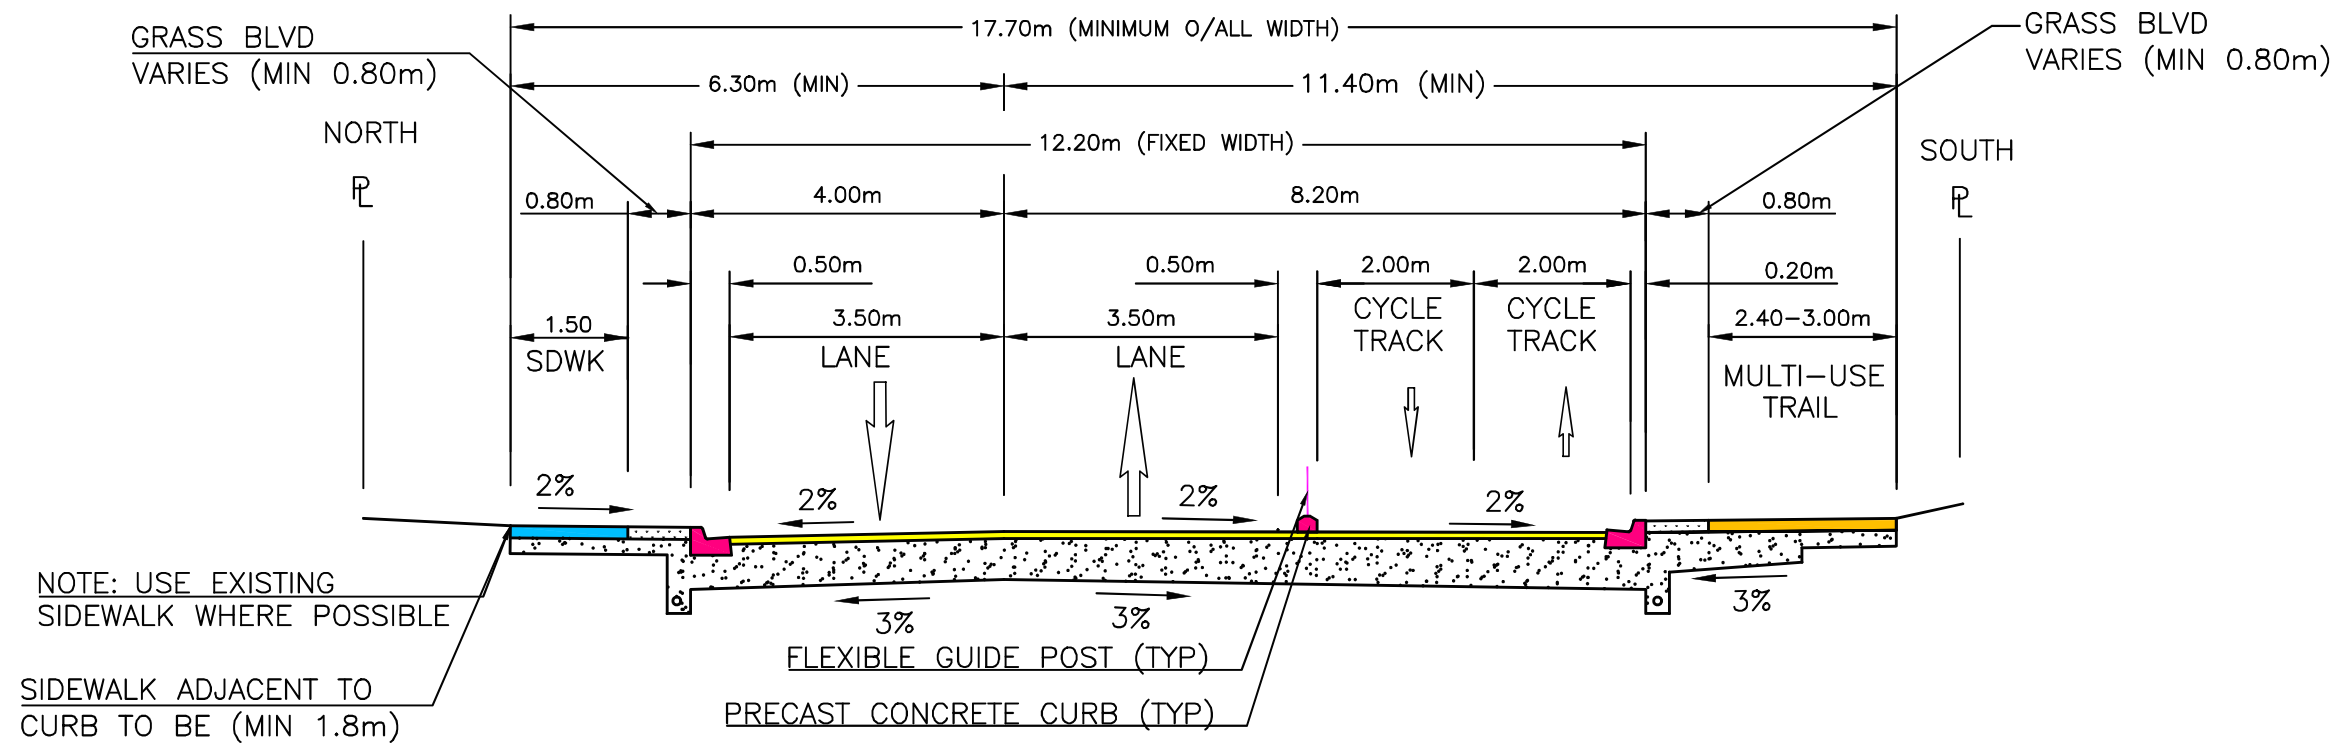 17.70m (MINIMUM O/ALL WIDTH)
GRASS BLVD
VARIES (MIN 0.80m)
GRASS BLVD
VARIES (MIN 0.80m)
6.30m (MIN)
11.40m (MIN)
NORTH
12.20m (FIXED WIDTH)
SOUTH
PL
0.80m
4.00m
8.20m
0.80m
PL
0.50m
0.50m
2.00m
2.00m
0.20m
CYCLE
TRACK
CYCLE
TRACK
1.50
SDWK
3.50m
LANE
3.50m
LANE
2.40-3.00m
MULTI-USE
TRAIL
2%
2%
2%
2%
NOTE: USE EXISTING
SIDEWALK WHERE POSSIBLE
3%
3%
3%
FLEXIBLE GUIDE POST (TYP)
SIDEWALK ADJACENT TO
CURB TO BE (MIN 1.8m)
PRECAST CONCRETE CURB (TYP)